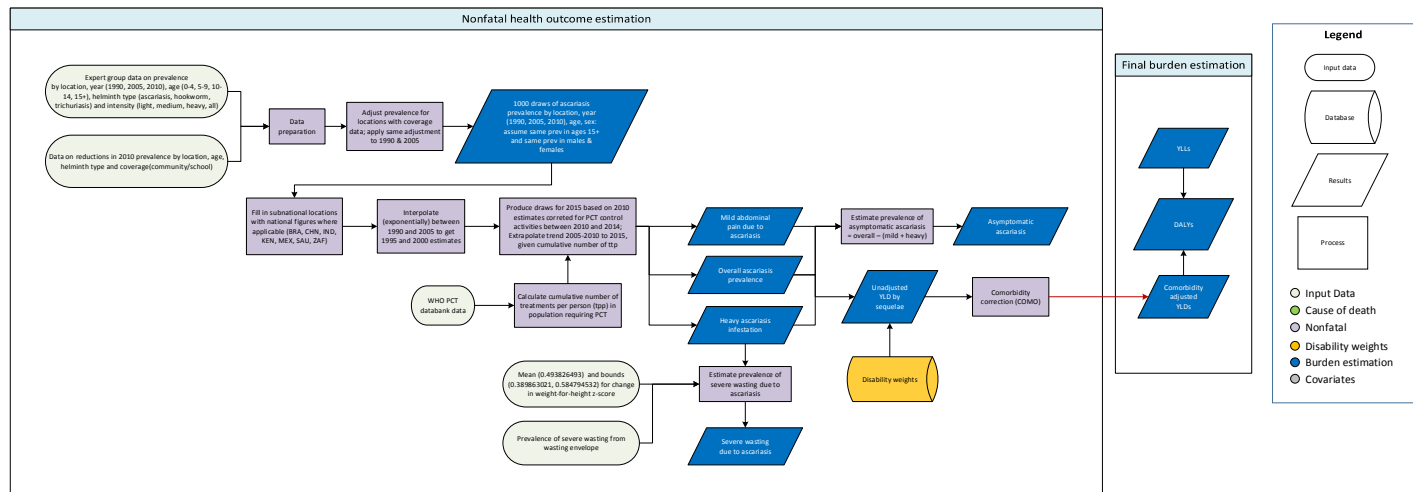 Nonfatal health outcome estimation
Expert group data on prevalence
by location, year (1990, 2005, 2010), age (0-4, 5-9, 10-
14, 15+), helminth type (ascariasis, hookworm,
trichuriasis) and intensity (light, medium, heavy, all)
Data on reductions in 2010 prevalence by location, age,
helminth type and coverage(community/school)
Data
preparation
Adjust prevalence for
locations with coverage
data; apply same adjustment
to 1990 & 2005
1000 draws of ascariasis
prevalence by location, year
(1990, 2005, 2010), age, sex:
assume same prev in ages 15+
and same prev in males &
females
Fill in subnational locations
with national figures where
applicable (BRA, CHN, IND,
KEN, MEX, SAU, ZAF)
Interpolate
(exponentially) between
1990 and 2005 to get
1995 and 2000 estimates
Produce draws for 2015 based on 2010
estimates correted for PCT control
activities between 2010 and 2014;
Extrapolate trend 2005-2010 to 2015,
given cumulative number of ttp
WHO PCT
databank data
Calculate cumulative number of
treatments per person (tpp) in
population requiring PCT
Mild abdominal
pain due to
ascariasis
Overall ascariasis
prevalence
Heavy ascariasis
infestation
Estimate prevalence of
asymptomatic ascariasis
= overall – (mild + heavy)
Asymptomatic
ascariasis
Unadjusted
YLD by
sequelae
Comorbidity
correction (COMO)
Disability weights
Mean (0.493826493) and bounds
(0.389863021, 0.584794532) for change
in weight-for-height z-score
Prevalence of severe wasting from
wasting envelope
Estimate prevalence of
severe wasting due to
ascariasis
Severe wasting
due to ascariasis
Final burden estimation
YLLs
DALYs
Comorbidity
adjusted YLDs
Legend
Input data
Database
Results
Process
Input Data
Cause of death
Nonfatal
Disability weights
Burden estimation
Covariates